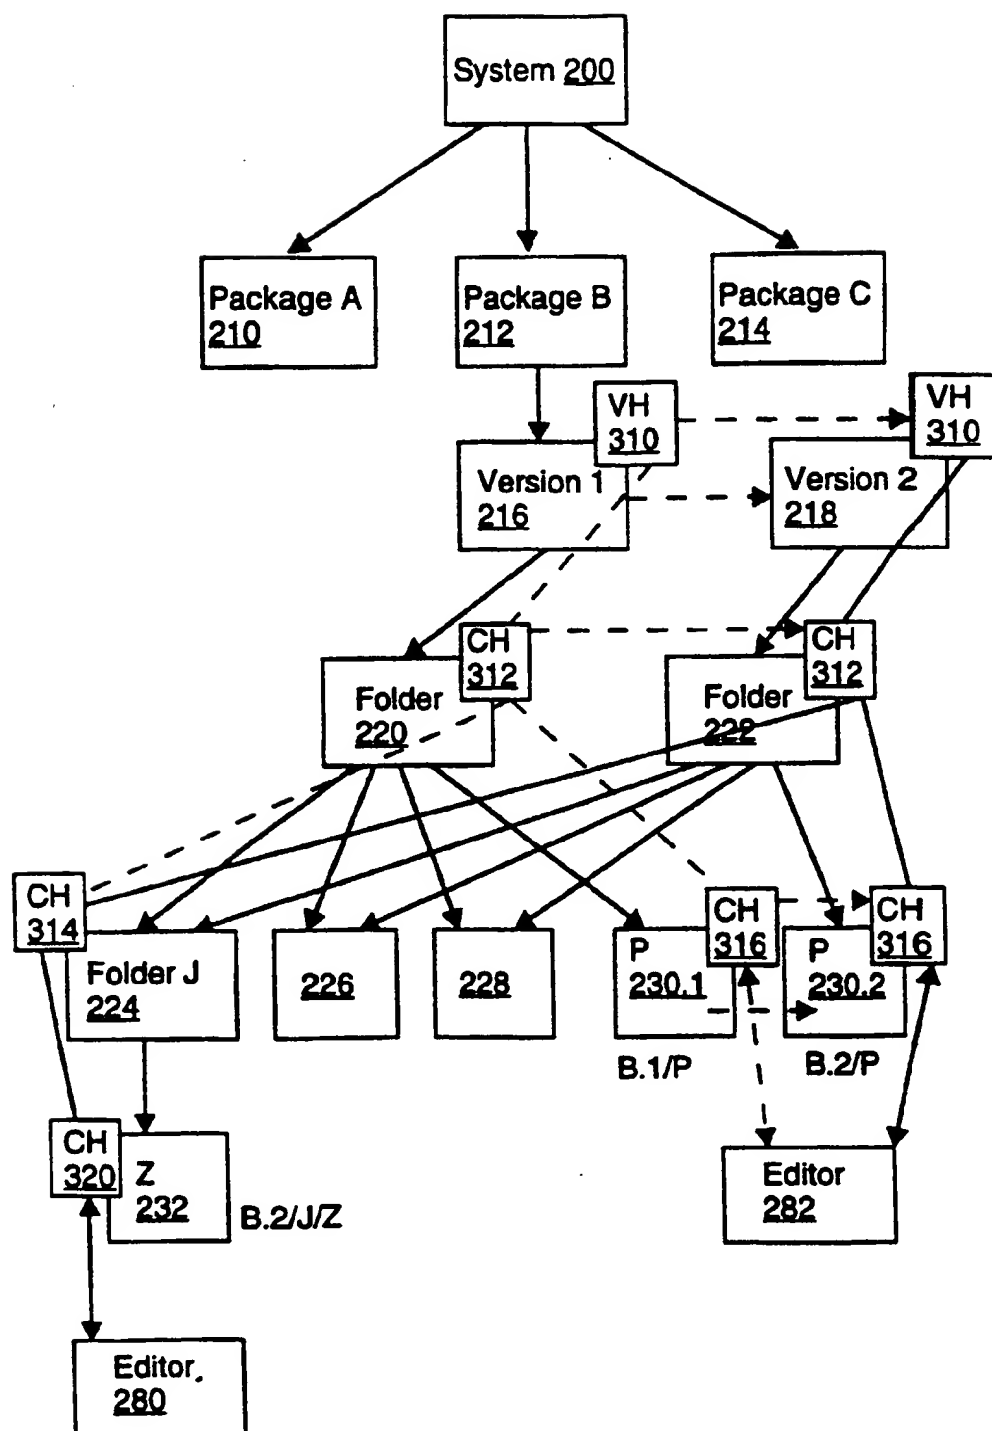 System 200
Package A
210
Package B
212
Package C
214
VH
310
VH
310
Version 1
216
Version 2
218
CH
312
CH
312
Folder
220
Folder
222
CH
314
CH
316
CH
316
Folder J
224
226
228
P
230.1
P
230.2
B.1/P
B.2/P
CH
320
Z
232
B.2/J/Z
Editor
282
Editor
280